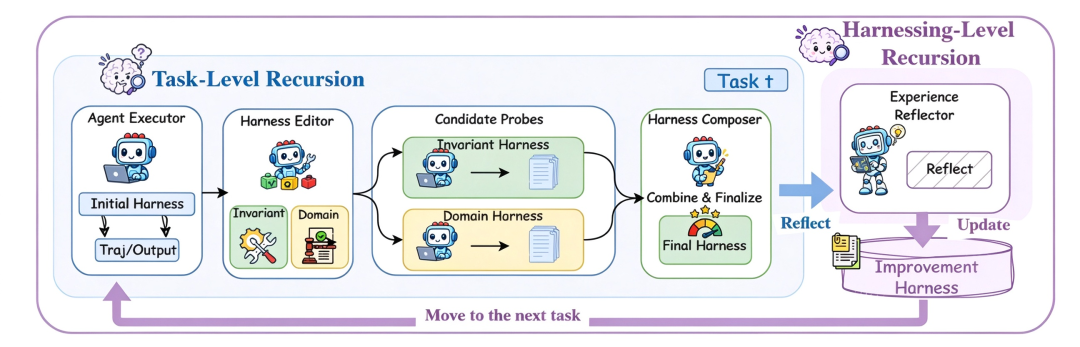 Harnessing-Level
Recursion
Task-Level Recursion
?
Task †
Agent Executor
Initial Harness
Traj/Output
Harness Editor
Invariant
Domain
Candidate Probes
Invariant Harness
Domain Harness
Harness Composer
Combine & Finalize
Final Harness
Reflect
Experience
Reflector
Reflect
Update
Improvement
Harness
Move to the next task